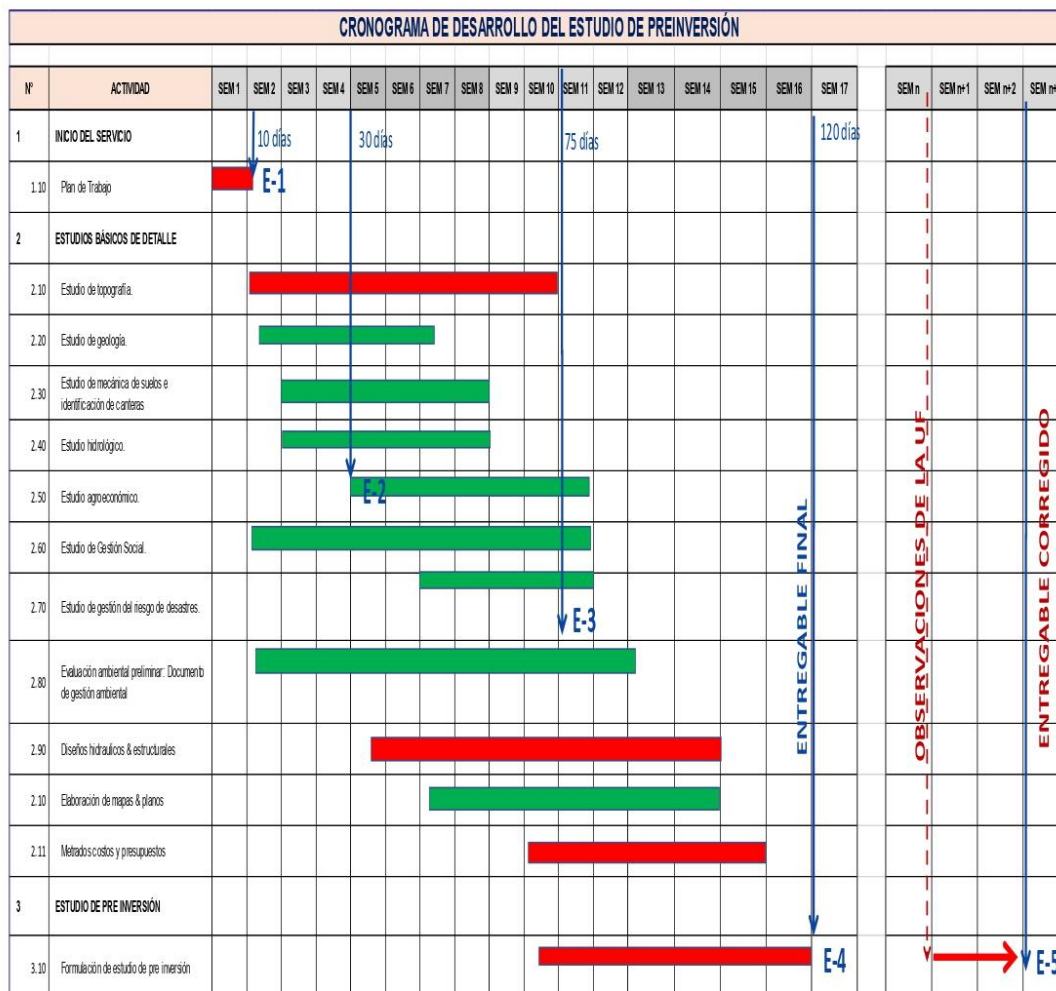 CRONOGRAMA DE DESARROLLO DEL ESTUDIO DE PREINVERSIÓN
N° ACTIVIDAD SEM 1 SEM 2 SEM 3 SEM 4 SEM 5 SEM 6 SEM 7 SEM 8 SEM 9 SEM 10 SEM 11 SEM 12 SEM 13 SEM 14 SEM 15 SEM 16 SEM 17 SEM n SEM n+1 SEM n+2 SEM n+
1 INICIO DEL SERVICIO 10 días 30 días 75 días 120 días
1.10 Plan de Trabajo E-1
2 ESTUDIOS BÁSICOS DE DETALLE
2.10 Estudio de topografía.
2.20 Estudio de geología.
2.30 Estudio de mecánica de suelos e
identificación de canteras
2.40 Estudio hidrológico.
2.50 Estudio agroeconómico. E-2
2.60 Estudio de Gestión Social.
2.70 Estudio de gestión del riesgo de desastres. E-3
2.80 Evaluación ambiental preliminar: Documento
de gestión ambiental
2.90 Diseños hidraulicos & estructurales
2.10 Elaboración de mapas & planos
2.11 Metrados costos y presupuestos
3 ESTUDIO DE PRE INVERSIÓN
3.10 Formulación de estudio de pre inversión E-4 E-5
ENTREGABLE FINAL
OBSERVACIONES DE LA UF
ENTREGABLE CORREGIDO